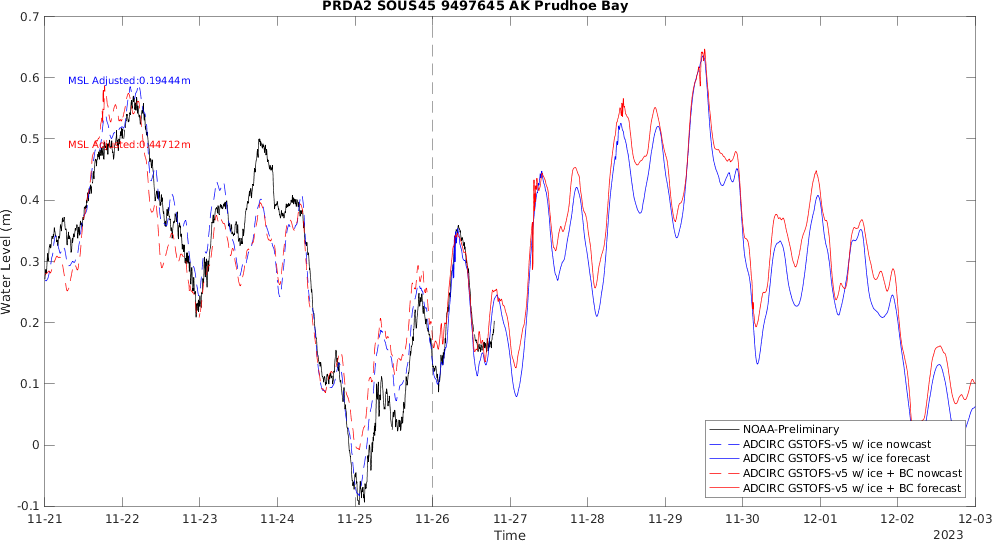 PRDA2 SOUS45 9497645 AK Prudhoe Bay
0.7
0.6
0.5
0.4
0.3
0.2
0.1
0
-0.1
Water Level (m)
MSL Adjusted:0.19444m
MSL Adjusted:0.44712m
NOAA-Preliminary
ADCIRC GSTOFS-v5 w/ ice nowcast
ADCIRC GSTOFS-v5 w/ ice forecast
ADCIRC GSTOFS-v5 w/ ice + BC nowcast
ADCIRC GSTOFS-v5 w/ ice + BC forecast
11-21 11-22 11-23 11-24 11-25 11-26 11-27 11-28 11-29 11-30 12-01 12-02 12-03
Time
2023